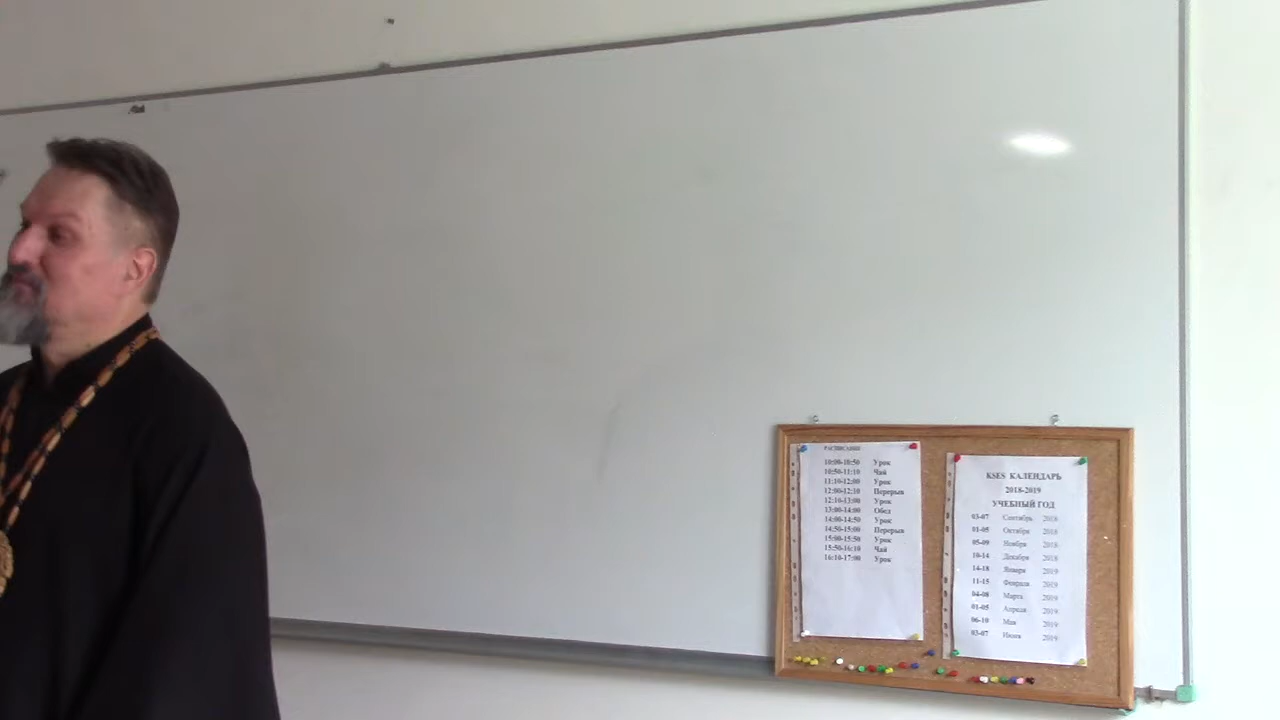 РАСПИСАНИЕ
10:00-10:50 Урок
10:50-11:10 Чай
11:10-12:00 Урок
12:00-12:10 Перерыв
12:10-13:00 Урок
13:00-14:00 Обед
14:00-14:50 Урок
14:50-15:00 Перерыв
15:00-15:50 Урок
15:50-16:10 Чай
16:10-17:00 Урок
KSES КАЛЕНДАРЬ
2018-2019
УЧЕБНЫЙ ГОД
03-07 Сентябрь 2018
01-05 Октября 2018
05-09 Ноября 2018
10-14 Декабря 2018
14-18 Января 2019
11-15 Февраля 2019
04-08 Марта 2019
01-05 Апреля 2019
06-10 Мая 2019
03-07 Июня 2019